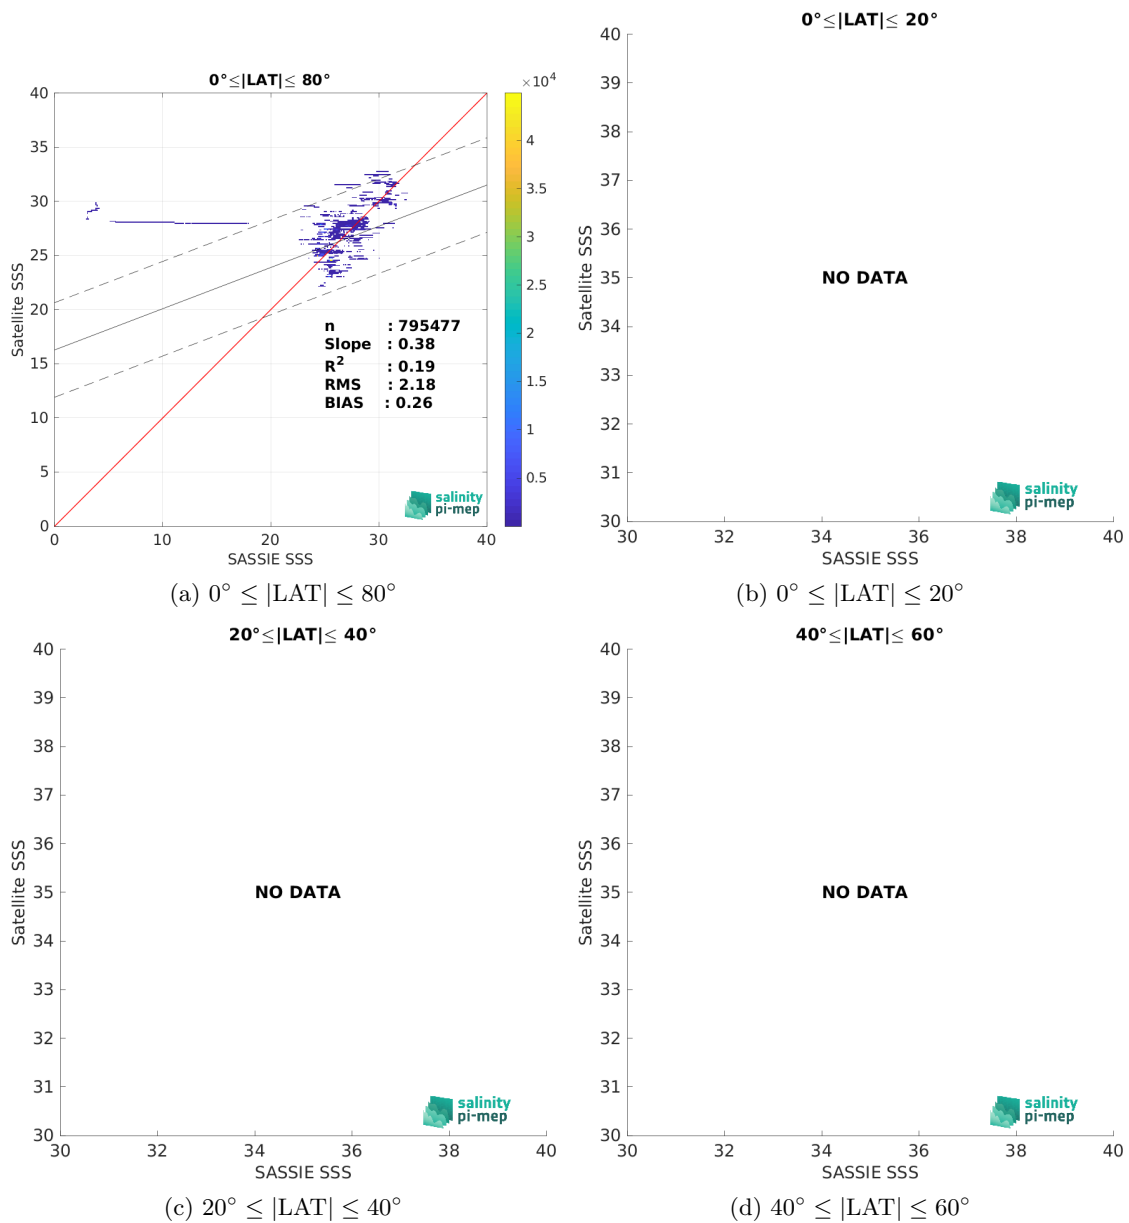 0°≤|LAT|≤ 80°
×10⁴
40
35
30
25
20
15
10
5
0
0 10 20 30 40
4
3.5
3
2.5
2
1.5
1
0.5
Satellite SSS
SASSIE SSS
n : 795477
Slope : 0.38
R² : 0.19
RMS : 2.18
BIAS : 0.26
salinity
pi-mep
(a) 0° ≤ |LAT| ≤ 80°
0°≤|LAT|≤ 20°
40
39
38
37
36
35
34
33
32
31
30
30 32 34 36 38 40
Satellite SSS
SASSIE SSS
NO DATA
salinity
pi-mep
(b) 0° ≤ |LAT| ≤ 20°
20°≤|LAT|≤ 40°
40
39
38
37
36
35
34
33
32
31
30
30 32 34 36 38 40
Satellite SSS
SASSIE SSS
NO DATA
salinity
pi-mep
(c) 20° ≤ |LAT| ≤ 40°
40°≤|LAT|≤ 60°
40
39
38
37
36
35
34
33
32
31
30
30 32 34 36 38 40
Satellite SSS
SASSIE SSS
NO DATA
salinity
pi-mep
(d) 40° ≤ |LAT| ≤ 60°